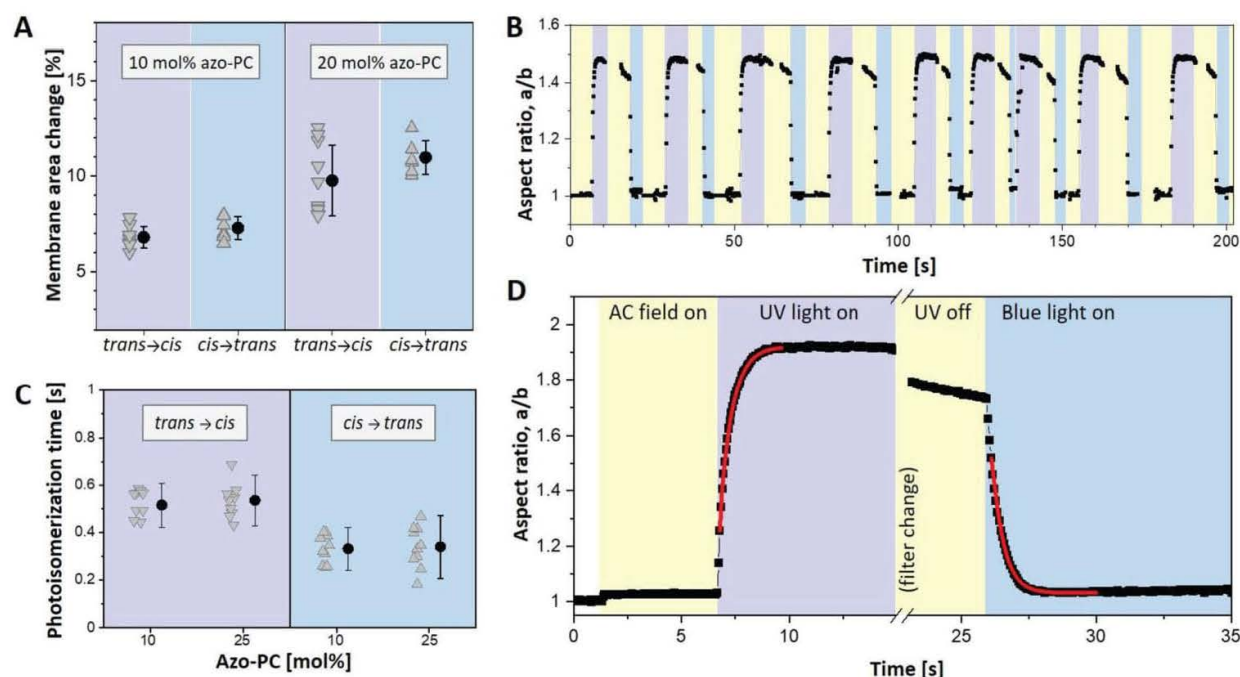 A
Membrane area change [%]
15
10
5
10 mol% azo-PC
20 mol% azo-PC
trans→cis
cis→trans
trans→cis
cis→trans
B
Aspect ratio, a/b
1.6
1.4
1.2
1
0
50
100
150
200
Time [s]
C
Photoisomerization time [s]
1
0.8
0.6
0.4
0.2
0
trans → cis
cis → trans
10
25
10
25
Azo-PC [mol%]
D
Aspect ratio, a/b
2
1.8
1.6
1.4
1.2
1
AC field on
UV light on
UV off
Blue light on
(filter change)
0
5
10
25
30
35
Time [s]